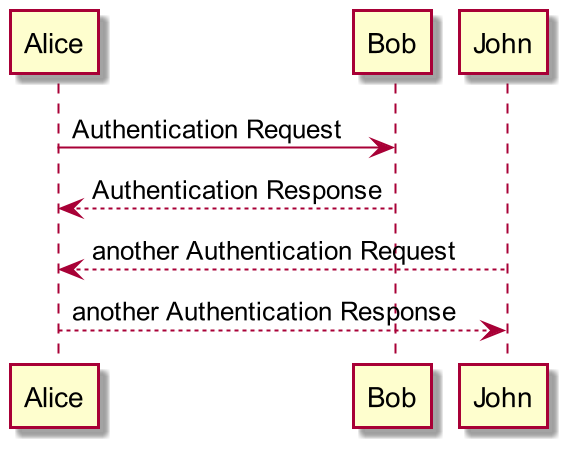 Alice Bob John
Authentication Request
Authentication Response
another Authentication Request
another Authentication Response
Alice Bob John